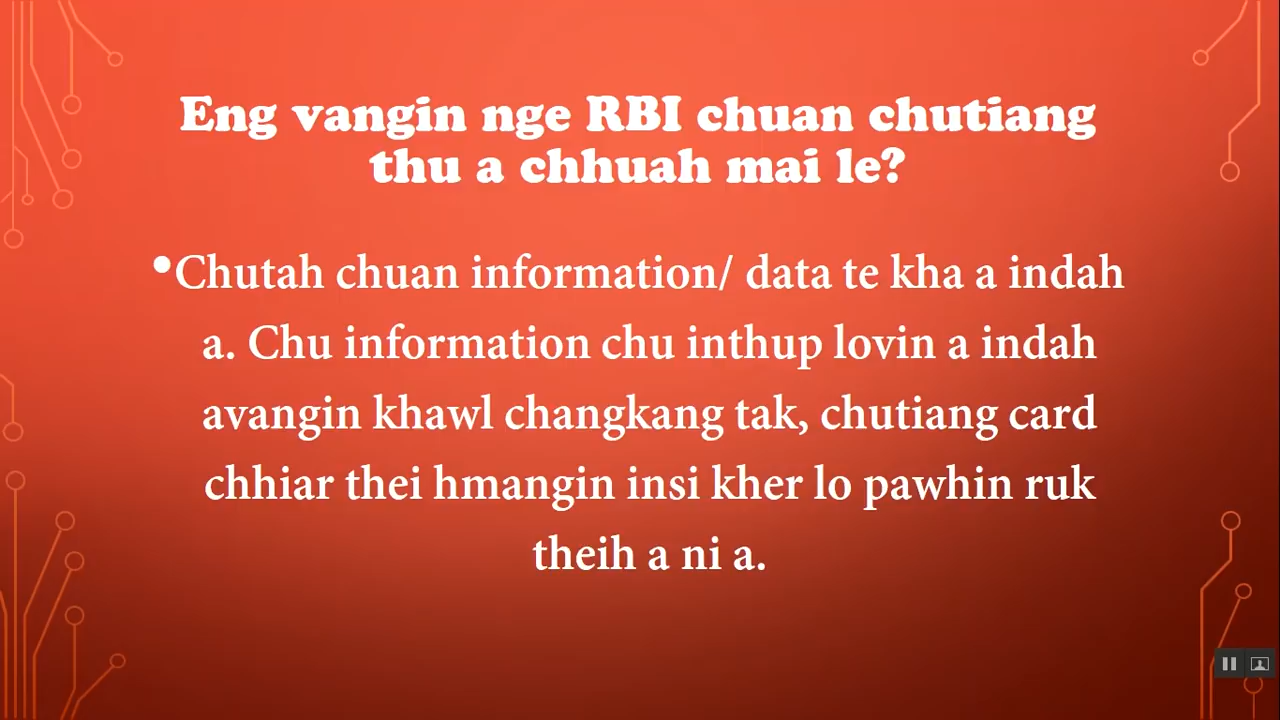 Eng vangin nge RBI chuan chutiang
thu a chhuah mai le?
•Chutah chuan information/ data te kha a indah
a. Chu information chu inthup lovin a indah
avangin khawl changkang tak, chutiang card
chhiar thei hmangin insi kher lo pawhin ruk
theih a ni a.